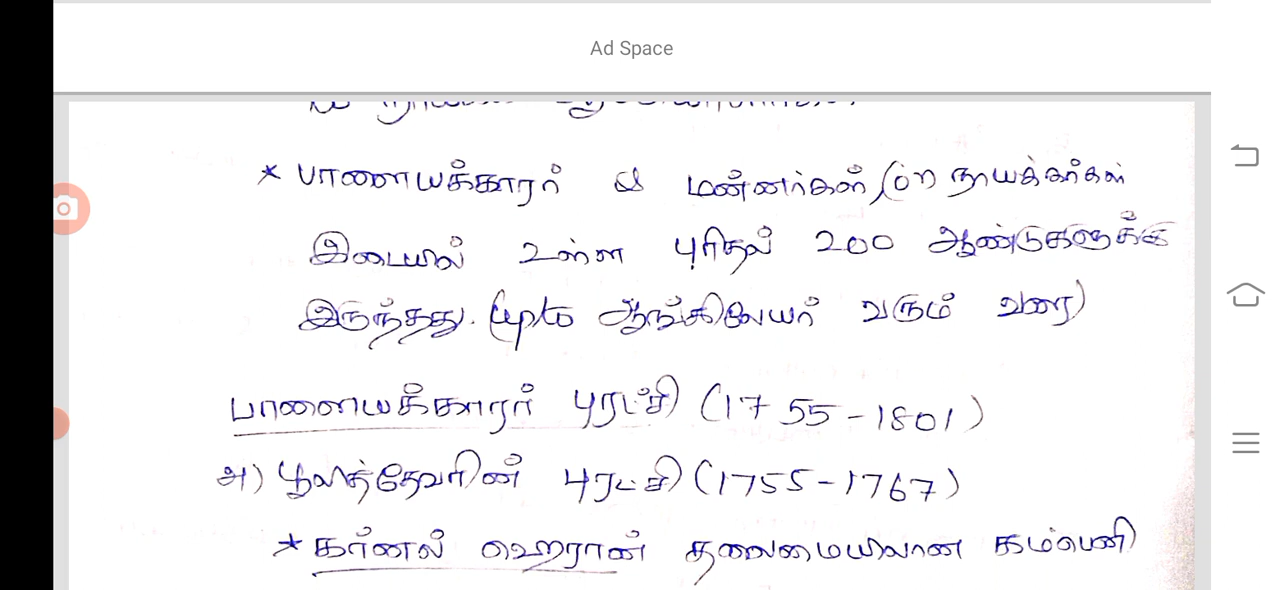 Ad Space
* பாளையக்காரர் & மன்னர்கள் (or) நாயக்கர்கள்
இடையில் உள்ள புரிதல் 200 ஆண்டுகளுக்கு
இருந்தது. (upto ஆங்கிலேயர் வரும் வரை)
பாளையக்காரர் புரட்சி (1755-1801)
அ) பூலித்தேவரின் புரட்சி (1755-1767)
* கர்னல் ஹெரான் தலைமையிலான கம்பெனி